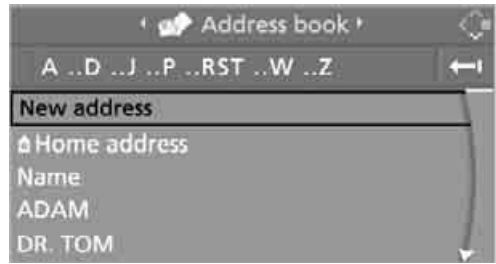 Address book
A ..D ..J ..P ..RST ..W ..Z
New address
Home address
Name
ADAM
DR. TOM